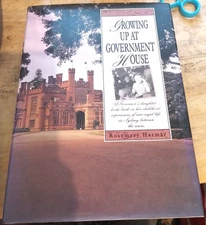 GROWING
UP AT
GOVERNMENT
HOUSE
A Governor's daughter
looks back on her childhood
experiences of vice-regal life
in Sydney between
the wars
Rosemary